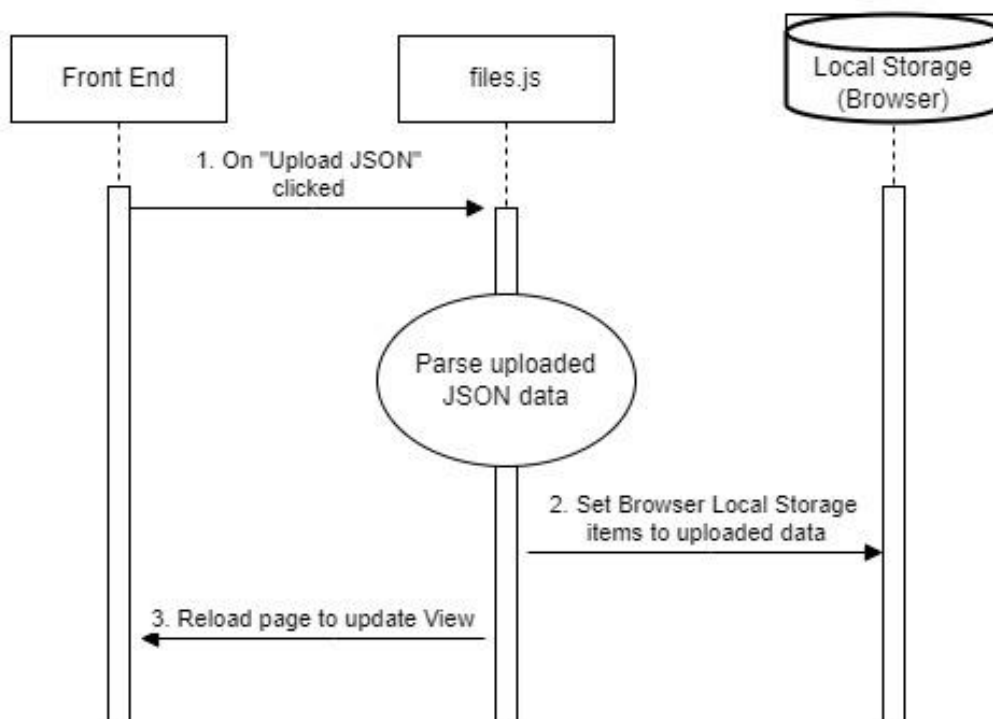 Front End
files.js
Local Storage
(Browser)
1. On "Upload JSON"
clicked
Parse uploaded
JSON data
2. Set Browser Local Storage
items to uploaded data
3. Reload page to update View